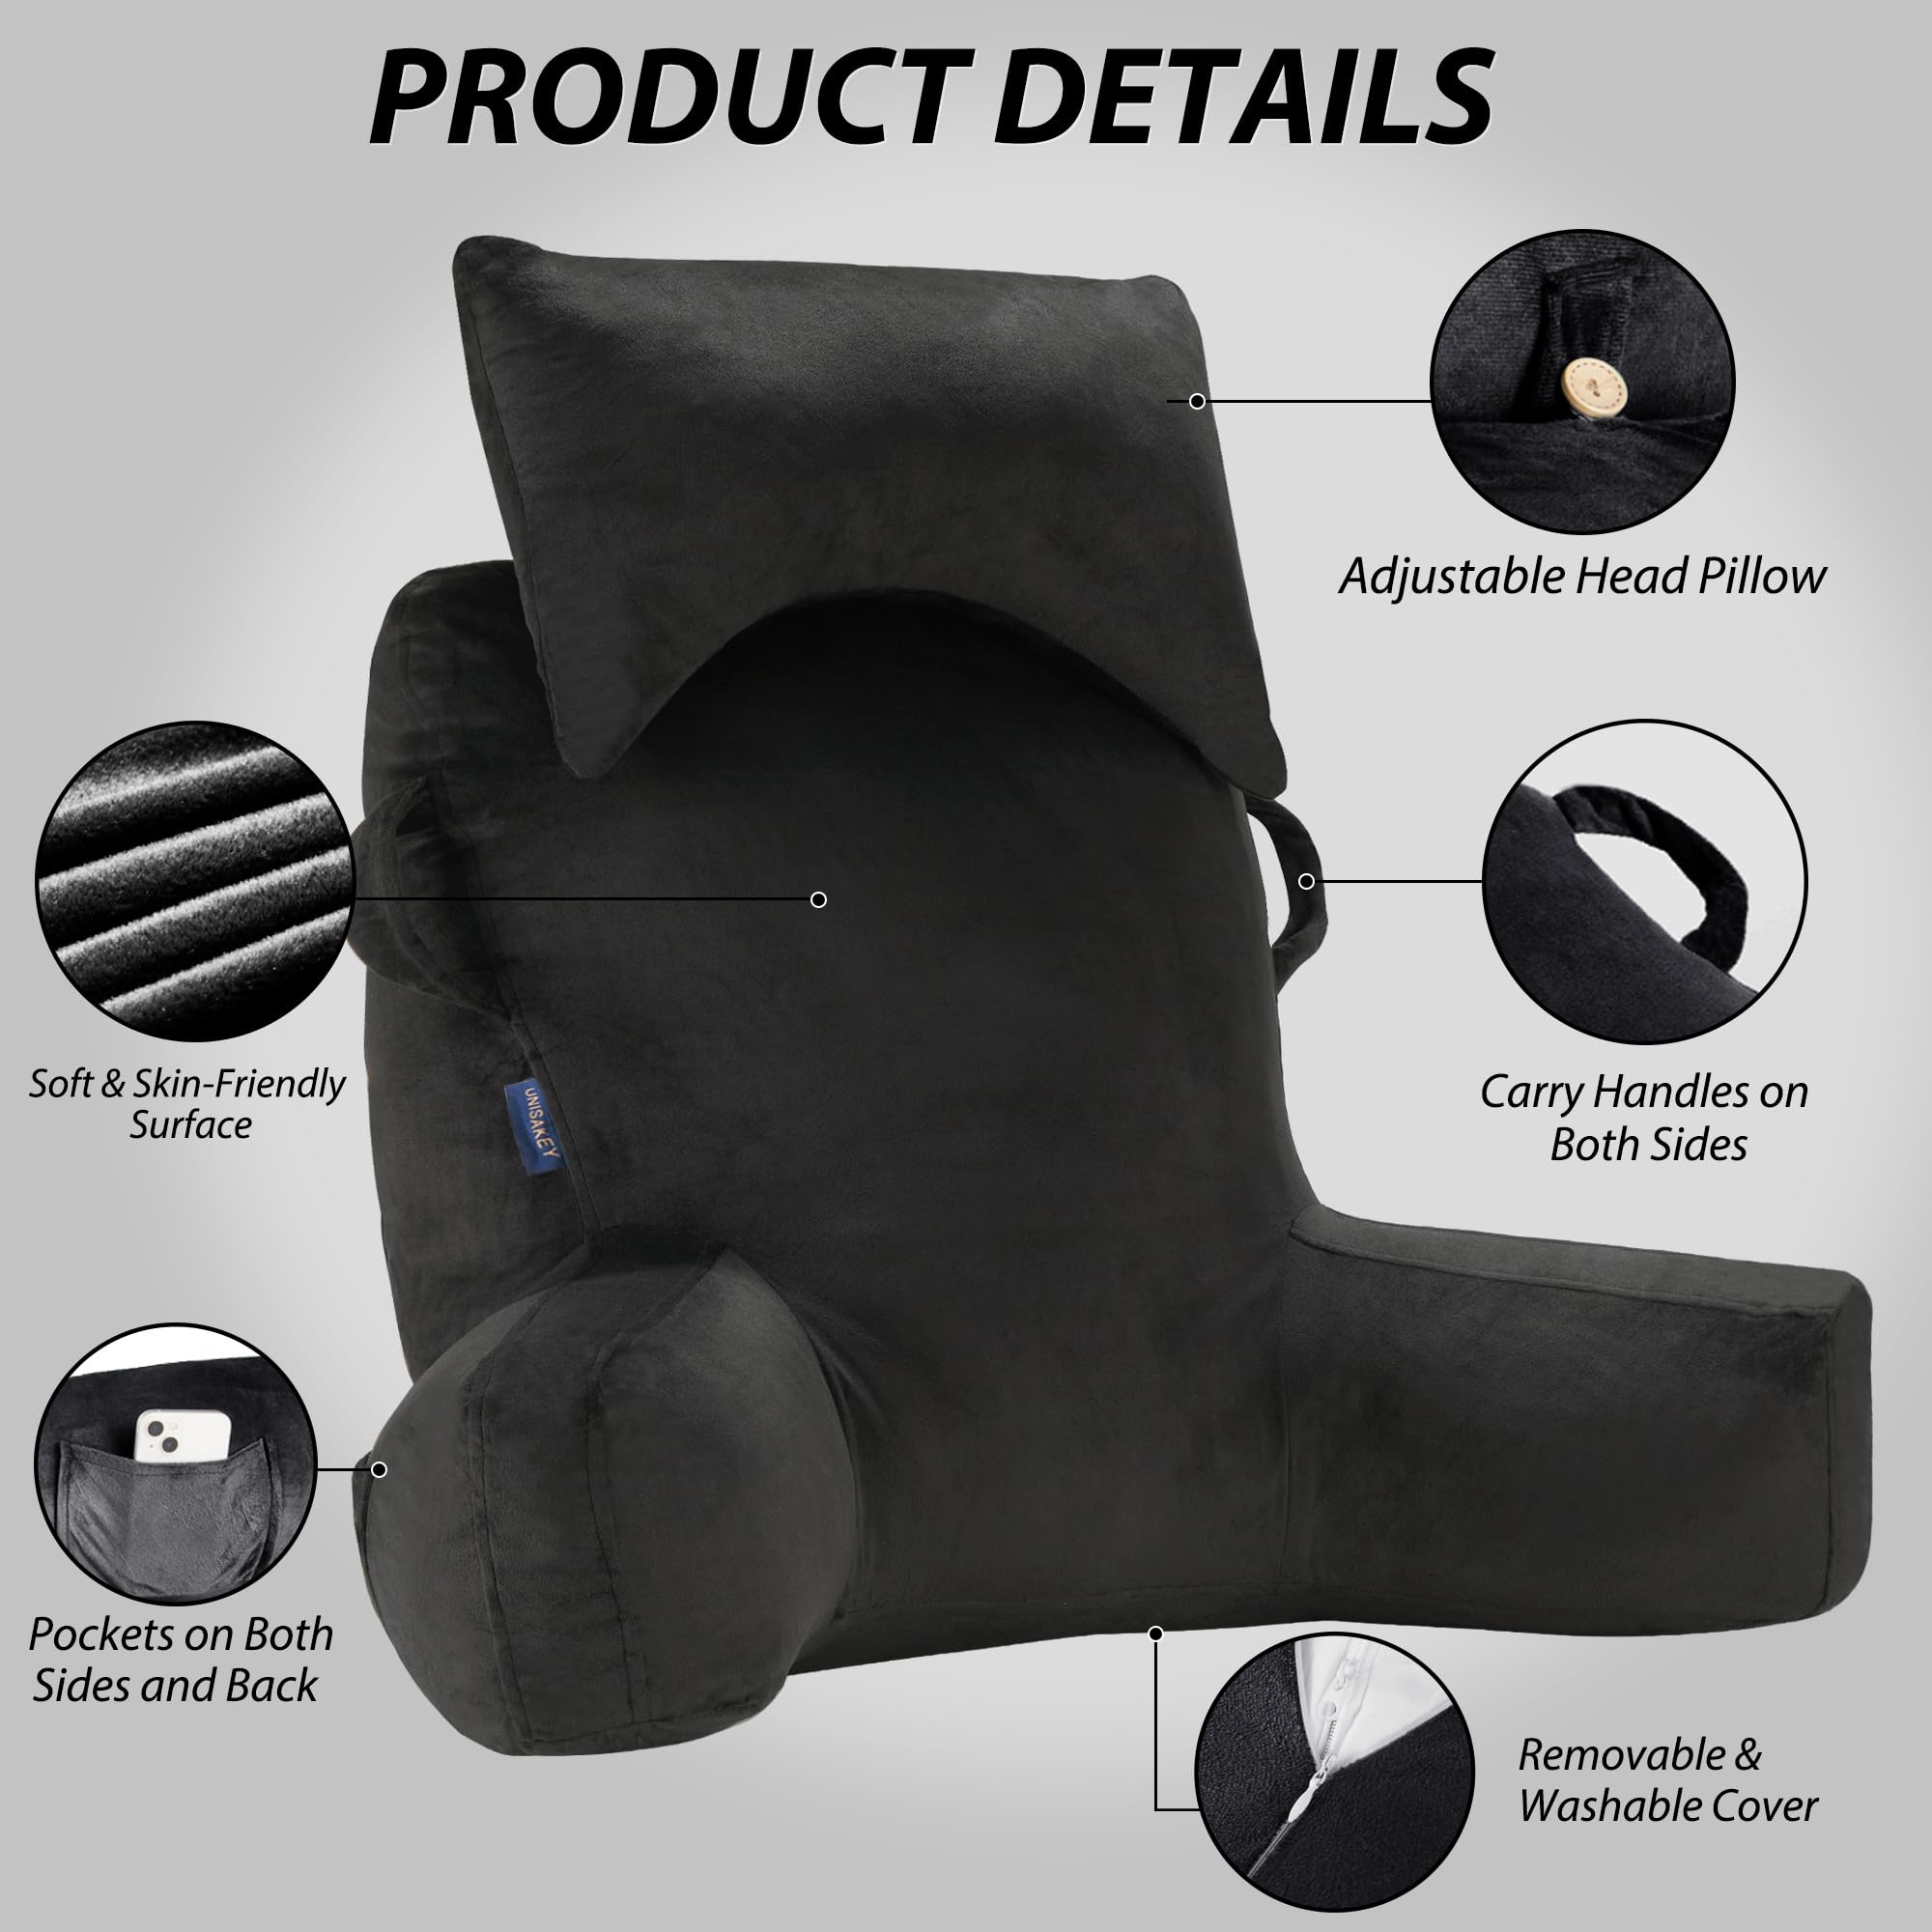 PRODUCT DETAILS
Adjustable Head Pillow
Soft & Skin-Friendly
Surface
Carry Handles on
Both Sides
UNISAKEY
Pockets on Both
Sides and Back
Removable &
Washable Cover